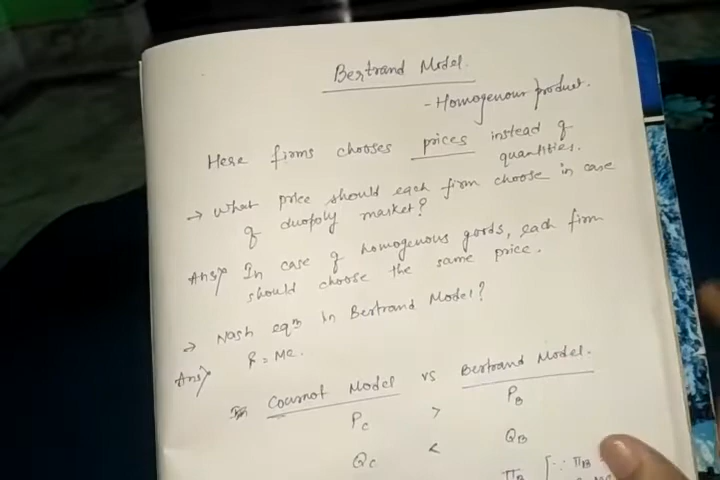 Bertrand Model.
- Homogenous product.
Here firms chooses prices instead of quantities.
→ What price should each firm choose in case
of duopoly market?
Ans) In case of homogenous goods, each firm
should choose the same price.
→ Nash eqm in Bertrand Model?
Ans) P = MC.
Cournot Model vs Bertrand Model.
PC > PB
QC < QB
πB [∵ πB